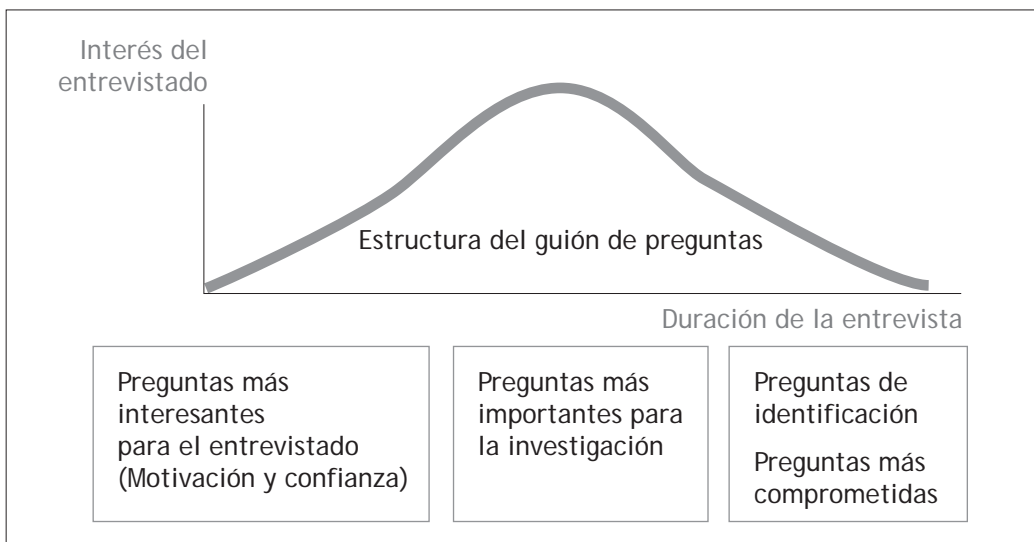 Interés del
entrevistado
Estructura del guión de preguntas
Duración de la entrevista
Preguntas más
interesantes
para el entrevistado
(Motivación y confianza)
Preguntas más
importantes para
la investigación
Preguntas de
identificación
Preguntas más
comprometidas